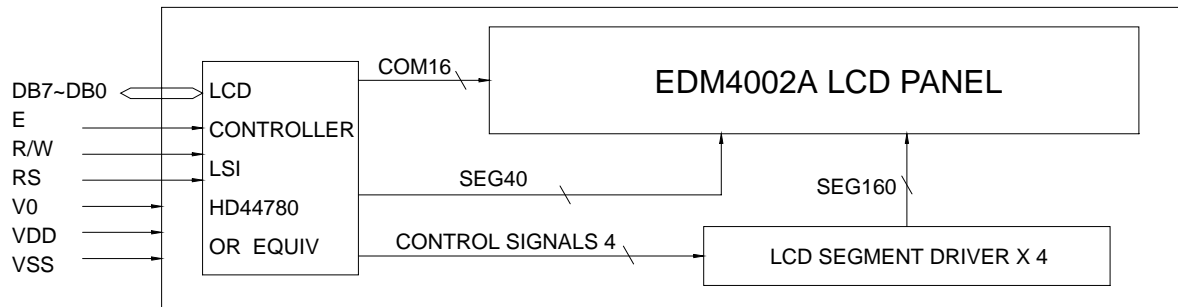 DB7~DB0
E
R/W
RS
V0
VDD
VSS
LCD
CONTROLLER
LSI
HD44780
OR EQUIV
COM16
EDM4002A LCD PANEL
SEG40
SEG160
CONTROL SIGNALS 4
LCD SEGMENT DRIVER X 4